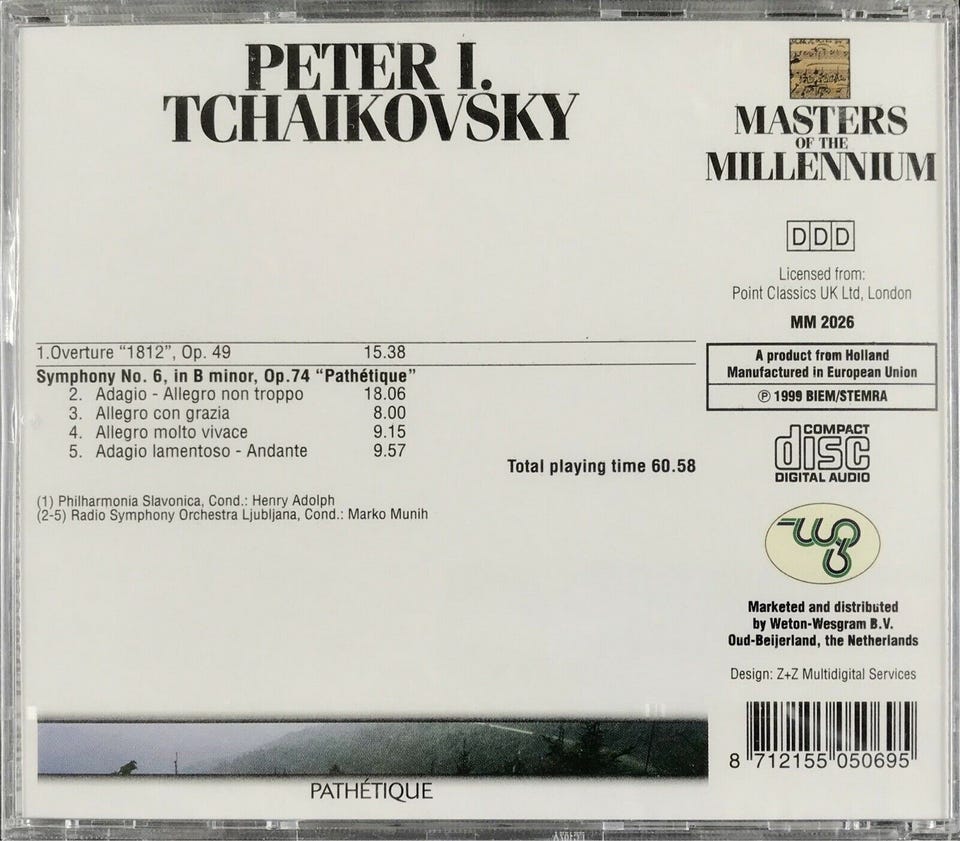 PETER I.
TCHAIKOVSKY
MASTERS
OF THE
MILLENNIUM
DDD
Licensed from:
Point Classics UK Ltd, London
MM 2026
A product from Holland
Manufactured in European Union
Ⓟ 1999 BIEM/STEMRA
1.Overture “1812”, Op. 49 15.38
Symphony No. 6, in B minor, Op.74 “Pathétique”
2. Adagio - Allegro non troppo 18.06
3. Allegro con grazia 8.00
4. Allegro molto vivace 9.15
5. Adagio lamentoso - Andante 9.57
Total playing time 60.58
(1) Philharmonia Slavonica, Cond.: Henry Adolph
(2-5) Radio Symphony Orchestra Ljubljana, Cond.: Marko Munih
COMPACT
disc
DIGITAL AUDIO
Marketed and distributed
by Weton-Wesgram B.V.
Oud-Beijerland, the Netherlands
Design: Z+Z Multidigital Services
8 712155 050695
PATHÉTIQUE